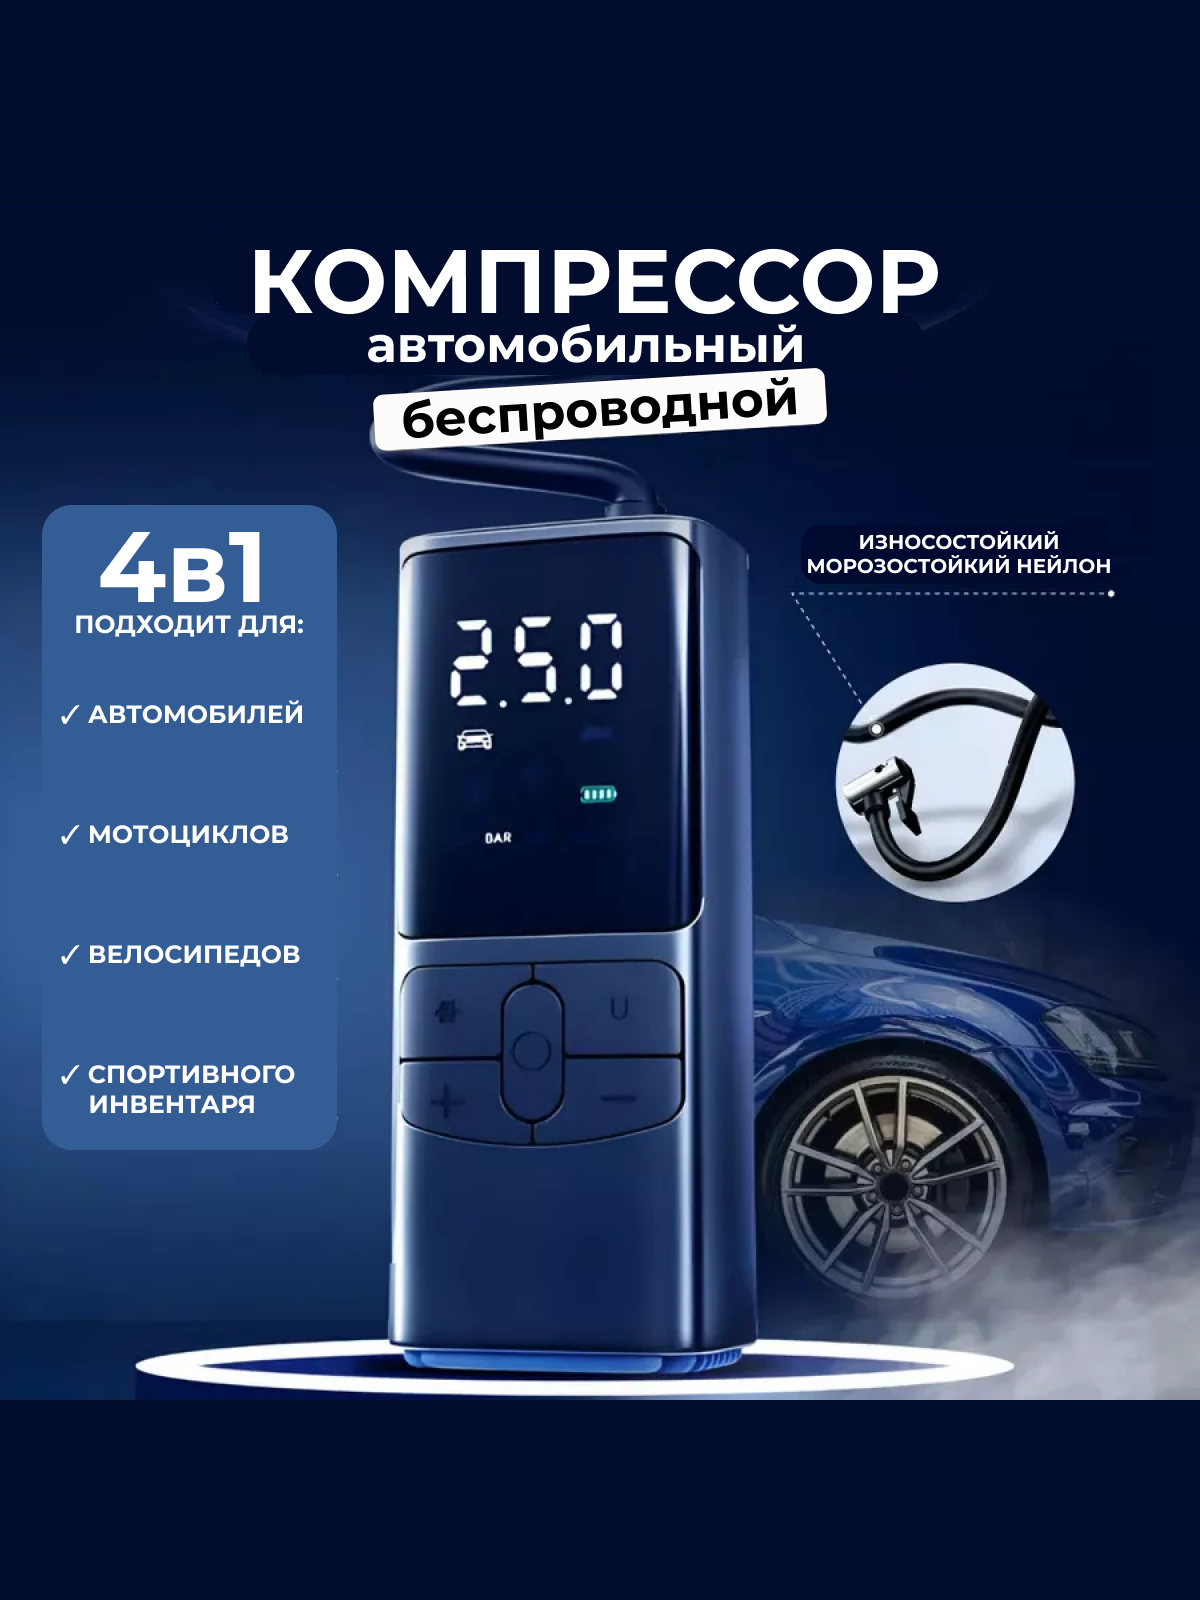 КОМПРЕССОР
автомобильный
беспроводной
4в1
ПОДХОДИТ ДЛЯ:
✓ АВТОМОБИЛЕЙ
✓ МОТОЦИКЛОВ
✓ ВЕЛОСИПЕДОВ
✓ СПОРТИВНОГО
ИНВЕНТАРЯ
ИЗНОСОСТОЙКИЙ
МОРОЗОСТОЙКИЙ НЕЙЛОН
2.5.0
BAR
U